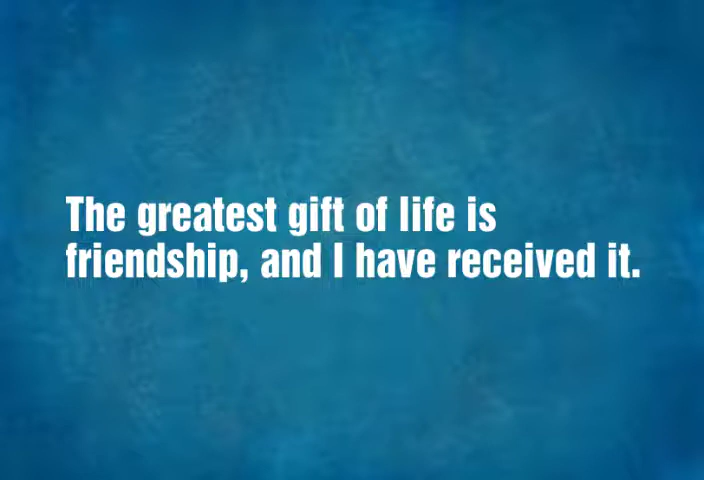 The greatest gift of life is
friendship, and I have received it.